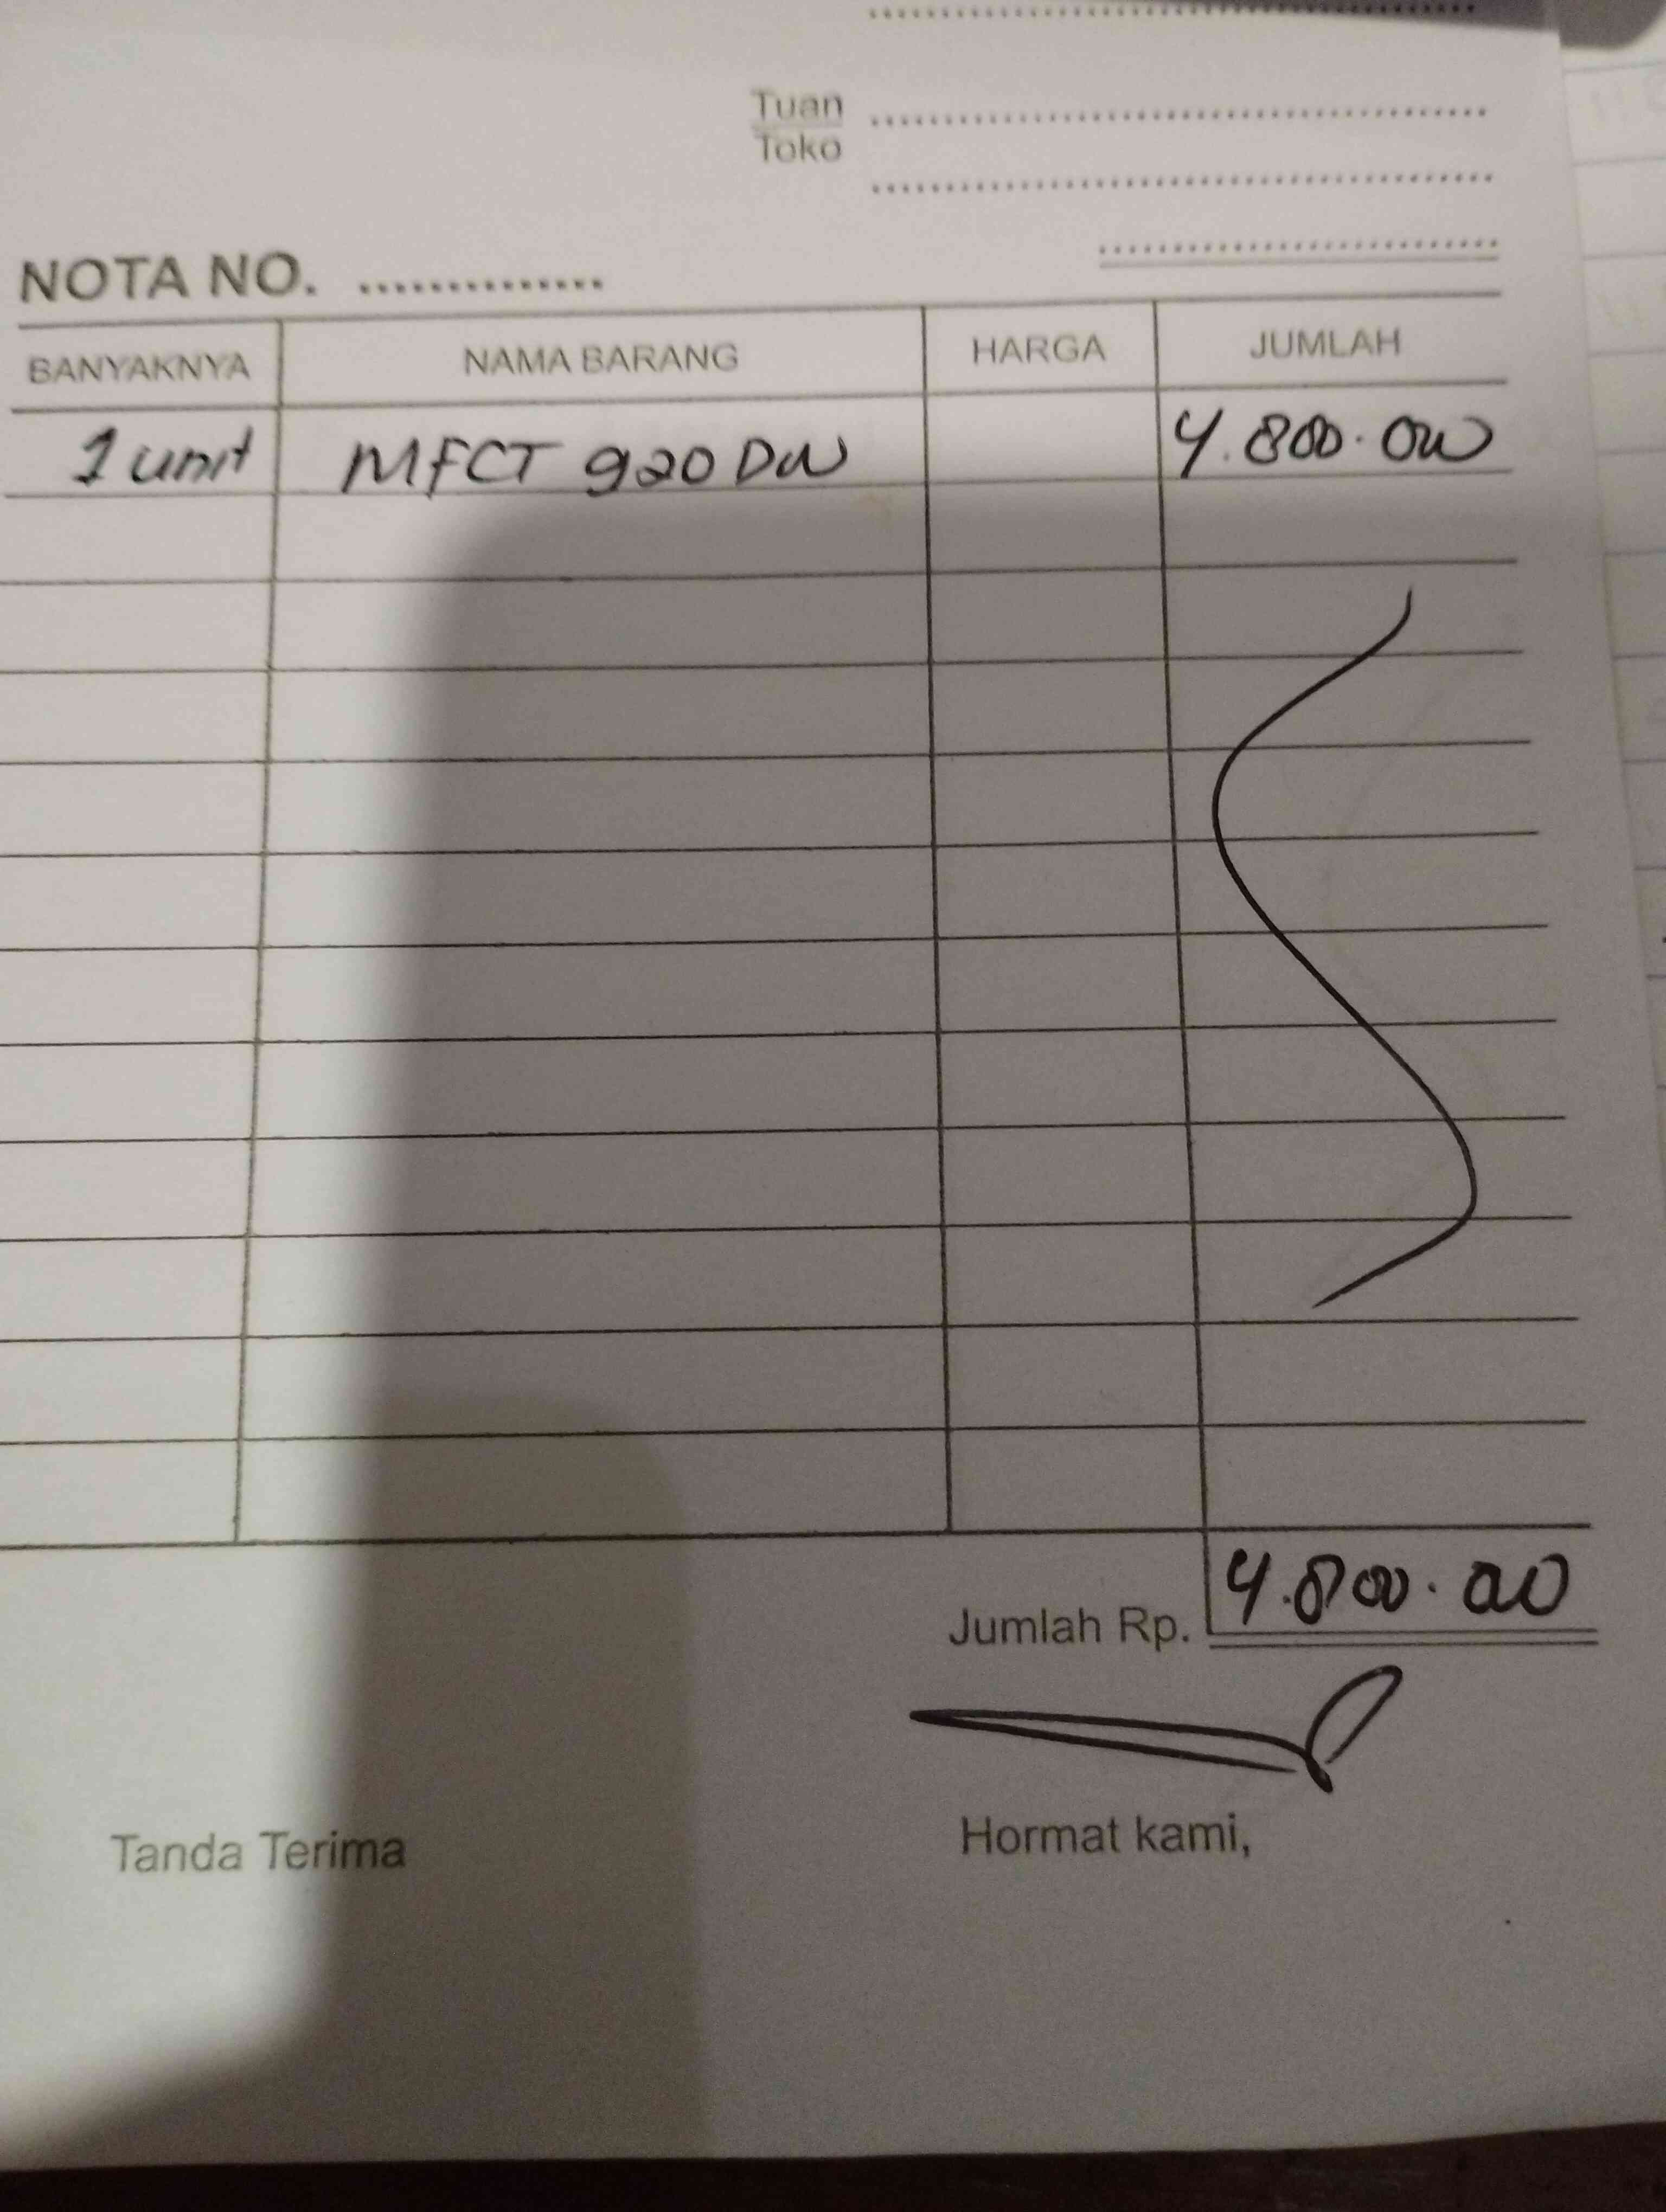 Tuan
Toko
NOTA NO. ..............
BANYAKNYA NAMA BARANG HARGA JUMLAH
1 unit MFCT 920 DW 4.800.000
Jumlah Rp. 4.800.000
Tanda Terima Hormat kami,